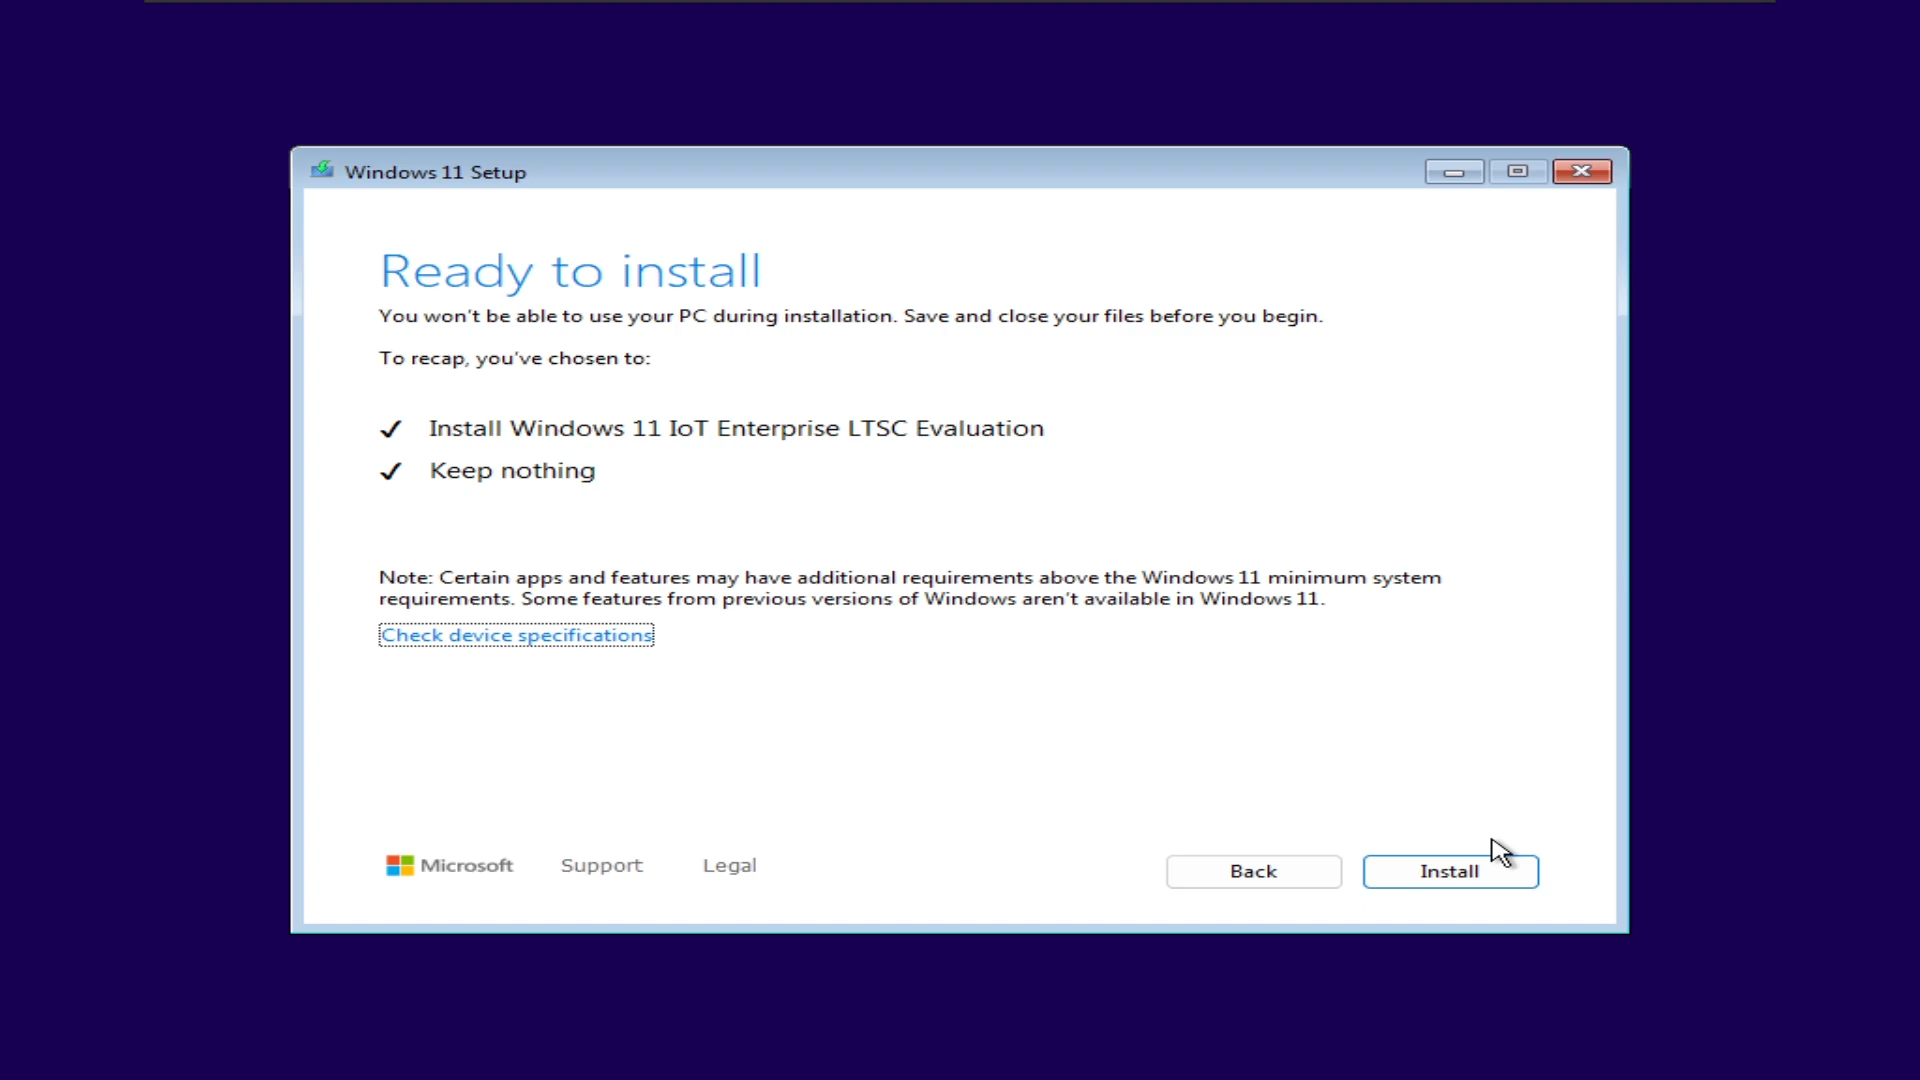 Windows 11 Setup
Ready to install
You won't be able to use your PC during installation. Save and close your files before you begin.
To recap, you've chosen to:
Install Windows 11 IoT Enterprise LTSC Evaluation
Keep nothing
Note: Certain apps and features may have additional requirements above the Windows 11 minimum system
requirements. Some features from previous versions of Windows aren't available in Windows 11.
Check device specifications
Microsoft Support Legal Back Install